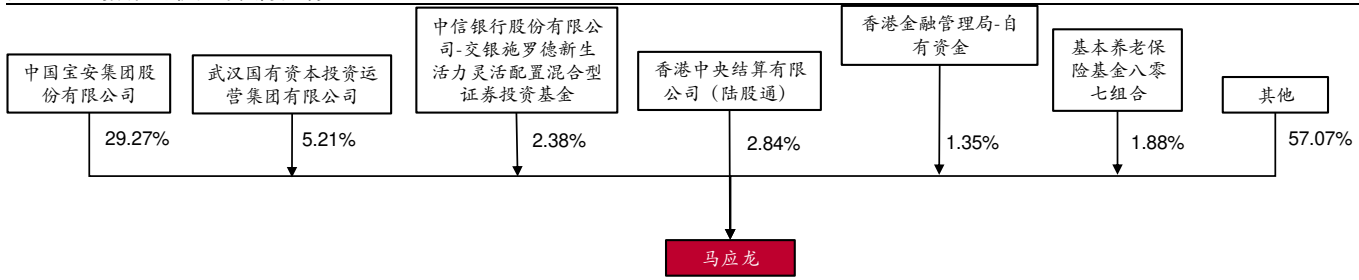 中国宝安集团股
份有限公司
武汉国有资本投资运
营集团有限公司
中信银行股份有限公
司-交银施罗德新生
活力灵活配置混合型
证券投资基金
香港中央结算有限
公司（陆股通）
香港金融管理局-自
有资金
基本养老保
险基金八零
七组合
其他
29.27%
5.21%
2.38%
2.84%
1.35%
1.88%
57.07%
马应龙